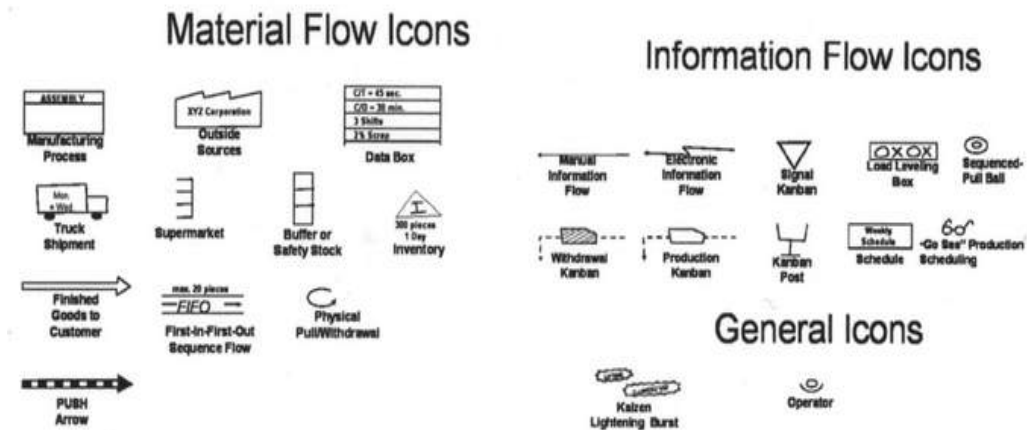 Material Flow Icons
ASSEMBLY
Manufacturing
Process
XYZ Corporation
Outside
Sources
C/T = 45 sec.
C/O = 30 min.
3 Shifts
2% Scrap
Data Box
Mon.
+ Wed
Truck
Shipment
Supermarket
Buffer or
Safety Stock
I
300 pieces
1 Day
Inventory
Finished
Goods to
Customer
max. 20 pieces
FIFO
First-In-First-Out
Sequence Flow
Physical
Pull/Withdrawal
PUSH
Arrow
Information Flow Icons
Manual
Information
Flow
Electronic
Information
Flow
Signal
Kanban
OXOX
Load Leveling
Box
Sequenced-
Pull Ball
Withdrawal
Kanban
Production
Kanban
Kanban
Post
Weekly
Schedule
Schedule
"Go See" Production
Scheduling
General Icons
Kaizen
Lightening Burst
Operator